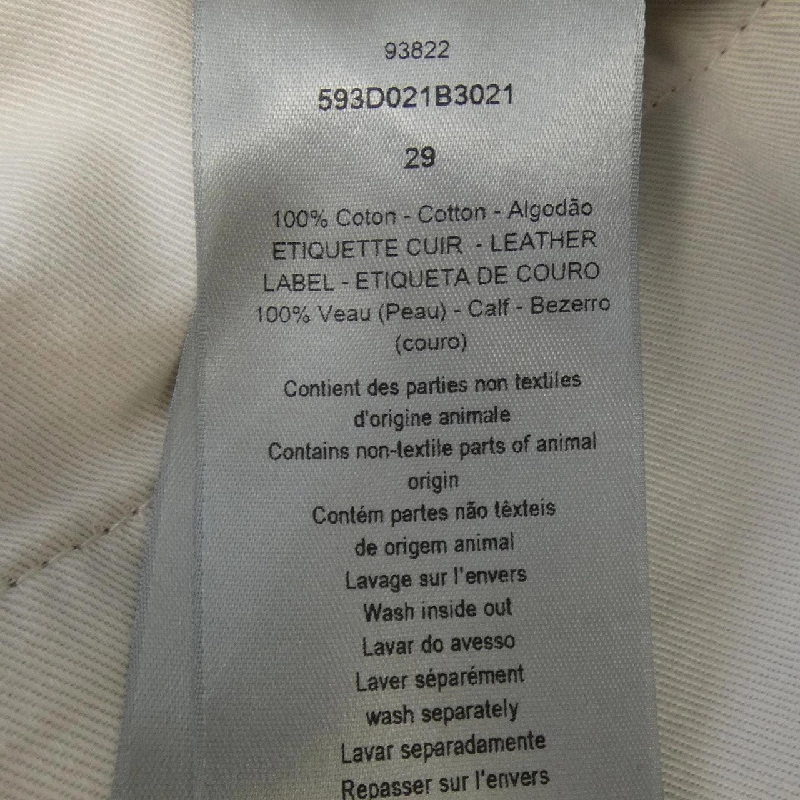 93822
593D021B3021
29
100% Coton - Cotton - Algodão
ETIQUETTE CUIR - LEATHER
LABEL - ETIQUETA DE COURO
100% Veau (Peau) - Calf - Bezerro
(couro)
Contient des parties non textiles
d'origine animale
Contains non-textile parts of animal
origin
Contém partes não têxteis
de origem animal
Lavage sur l'envers
Wash inside out
Lavar do avesso
Laver séparément
wash separately
Lavar separadamente
Repasser sur l'envers